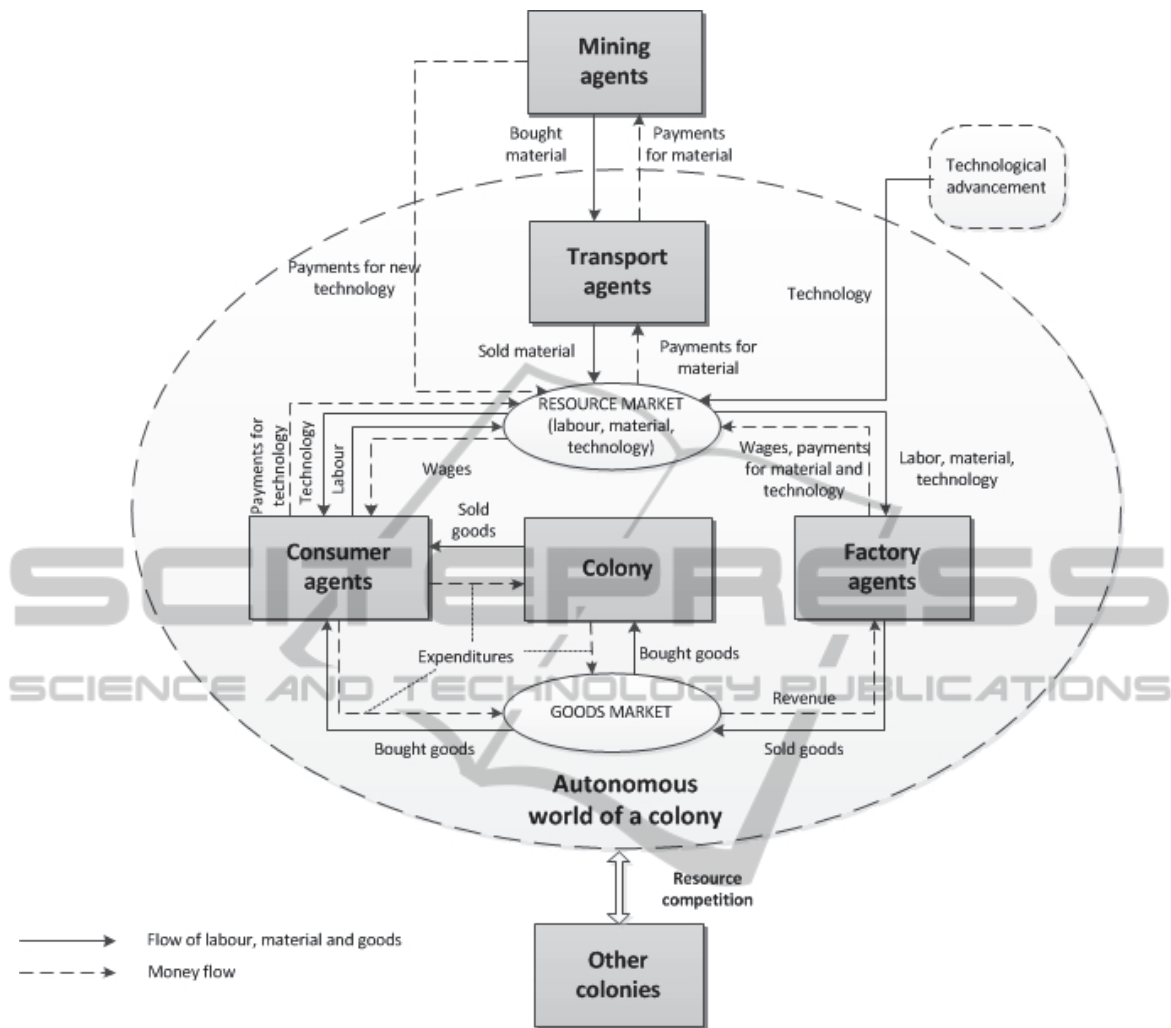 Mining
agents
Bought
material
Payments
for material
Technological
advancement
Transport
agents
Payments for new
technology
Technology
Sold material
Payments for
material
RESOURCE MARKET
(labour, material,
technology)
Payments for
technology
Technology
Labour
Wages
Wages, payments
for material and
technology
Labor, material,
technology
Sold
goods
Consumer
agents
Colony
Factory
agents
SCITEPRESS
Expenditures
Bought goods
SCIENCE AND TECHNOLOGY PUBLICATIONS
GOODS MARKET
Revenue
Bought goods
Sold goods
Autonomous
world of a colony
Resource
competition
Flow of labour, material and goods
Money flow
Other
colonies